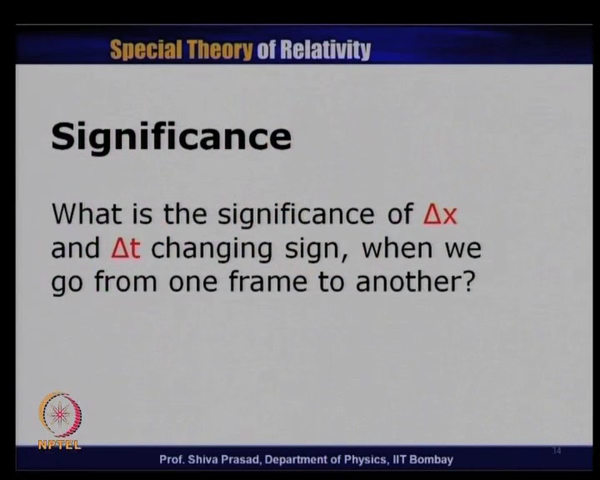 Special Theory of Relativity
Significance
What is the significance of Δx
and Δt changing sign, when we
go from one frame to another?
NPTEL
Prof. Shiva Prasad, Department of Physics, IIT Bombay
14